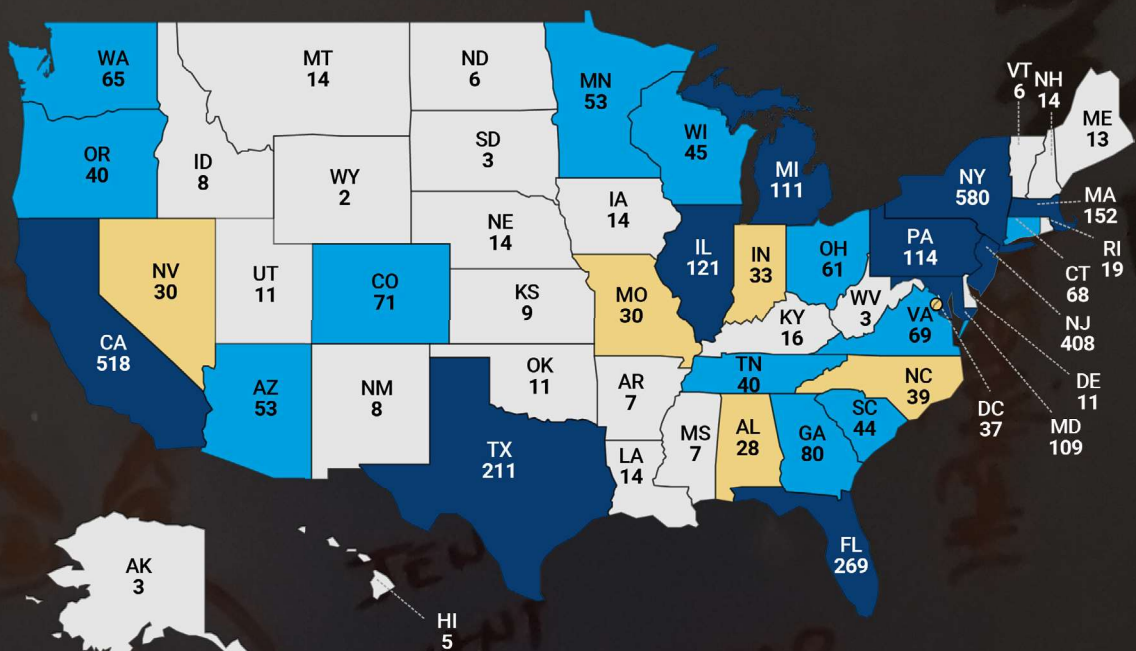 WA
65
MT
14
ND
6
MN
53
OR
40
ID
8
WY
2
SD
3
WI
45
MI
111
VT
6
NH
14
ME
13
NY
580
MA
152
RI
19
CT
68
NJ
408
DE
11
MD
109
DC
37
PA
114
CA
518
NV
30
UT
11
CO
71
NE
14
IA
14
IL
121
IN
33
OH
61
WV
3
VA
69
KS
9
MO
30
KY
16
AZ
53
NM
8
OK
11
AR
7
TN
40
NC
39
SC
44
TX
211
LA
14
MS
7
AL
28
GA
80
FL
269
AK
3
HI
5